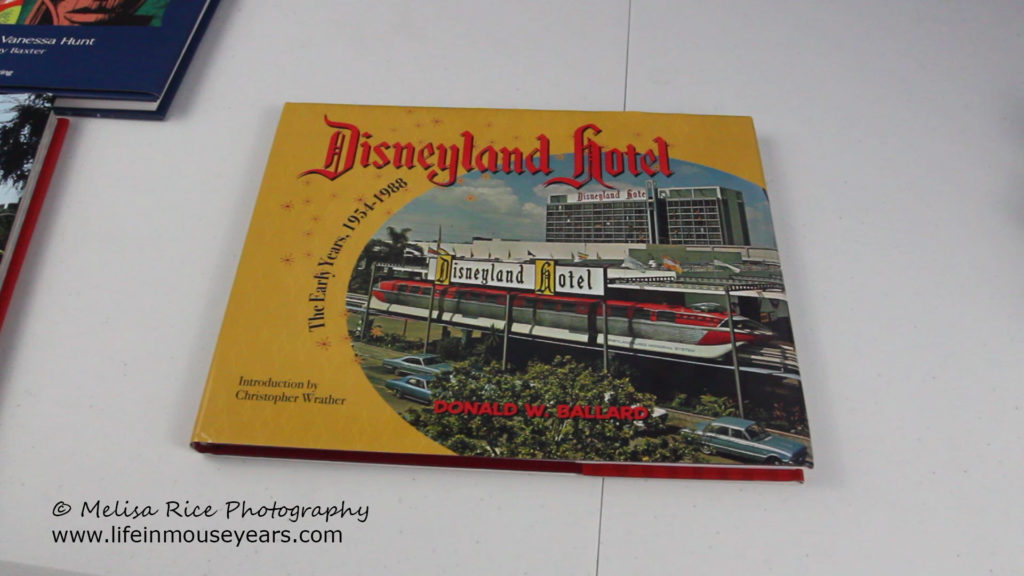 Vanessa Hunt
Baxter
Disneyland Hotel
The Early Years, 1954-1988
Disneyland Hote
Disneyland Hotel
Introduction by
Christopher Wrather
DONALD W. BALLARD
© Melisa Rice Photography
www.lifeinmouseyears.com